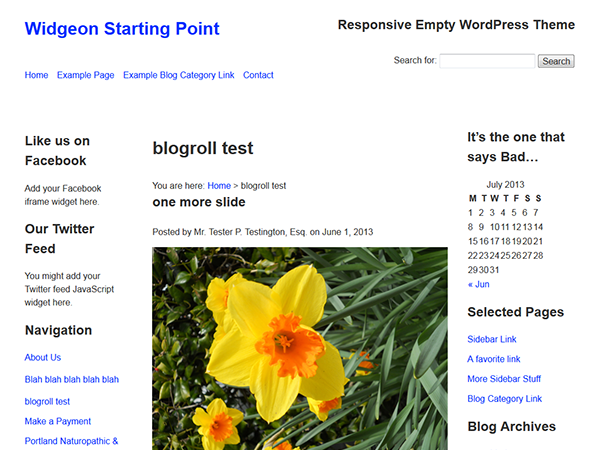 Widgeon Starting Point
Responsive Empty WordPress Theme
Search for: Search
Home Example Page Example Blog Category Link Contact
Like us on
Facebook
Add your Facebook
iframe widget here.
Our Twitter
Feed
You might add your
Twitter feed JavaScript
widget here.
Navigation
About Us
Blah blah blah blah blah
blogroll test
Make a Payment
Portland Naturopathic &
blogroll test
You are here: Home > blogroll test
one more slide
Posted by Mr. Tester P. Testington, Esq. on June 1, 2013
It's the one that
says Bad…
July 2013
M T W T F S S
1 2 3 4 5 6 7
8 9 10 11 12 13 14
15 16 17 18 19 20 21
22 23 24 25 26 27 28
29 30 31
« Jun
Selected Pages
Sidebar Link
A favorite link
More Sidebar Stuff
Blog Category Link
Blog Archives